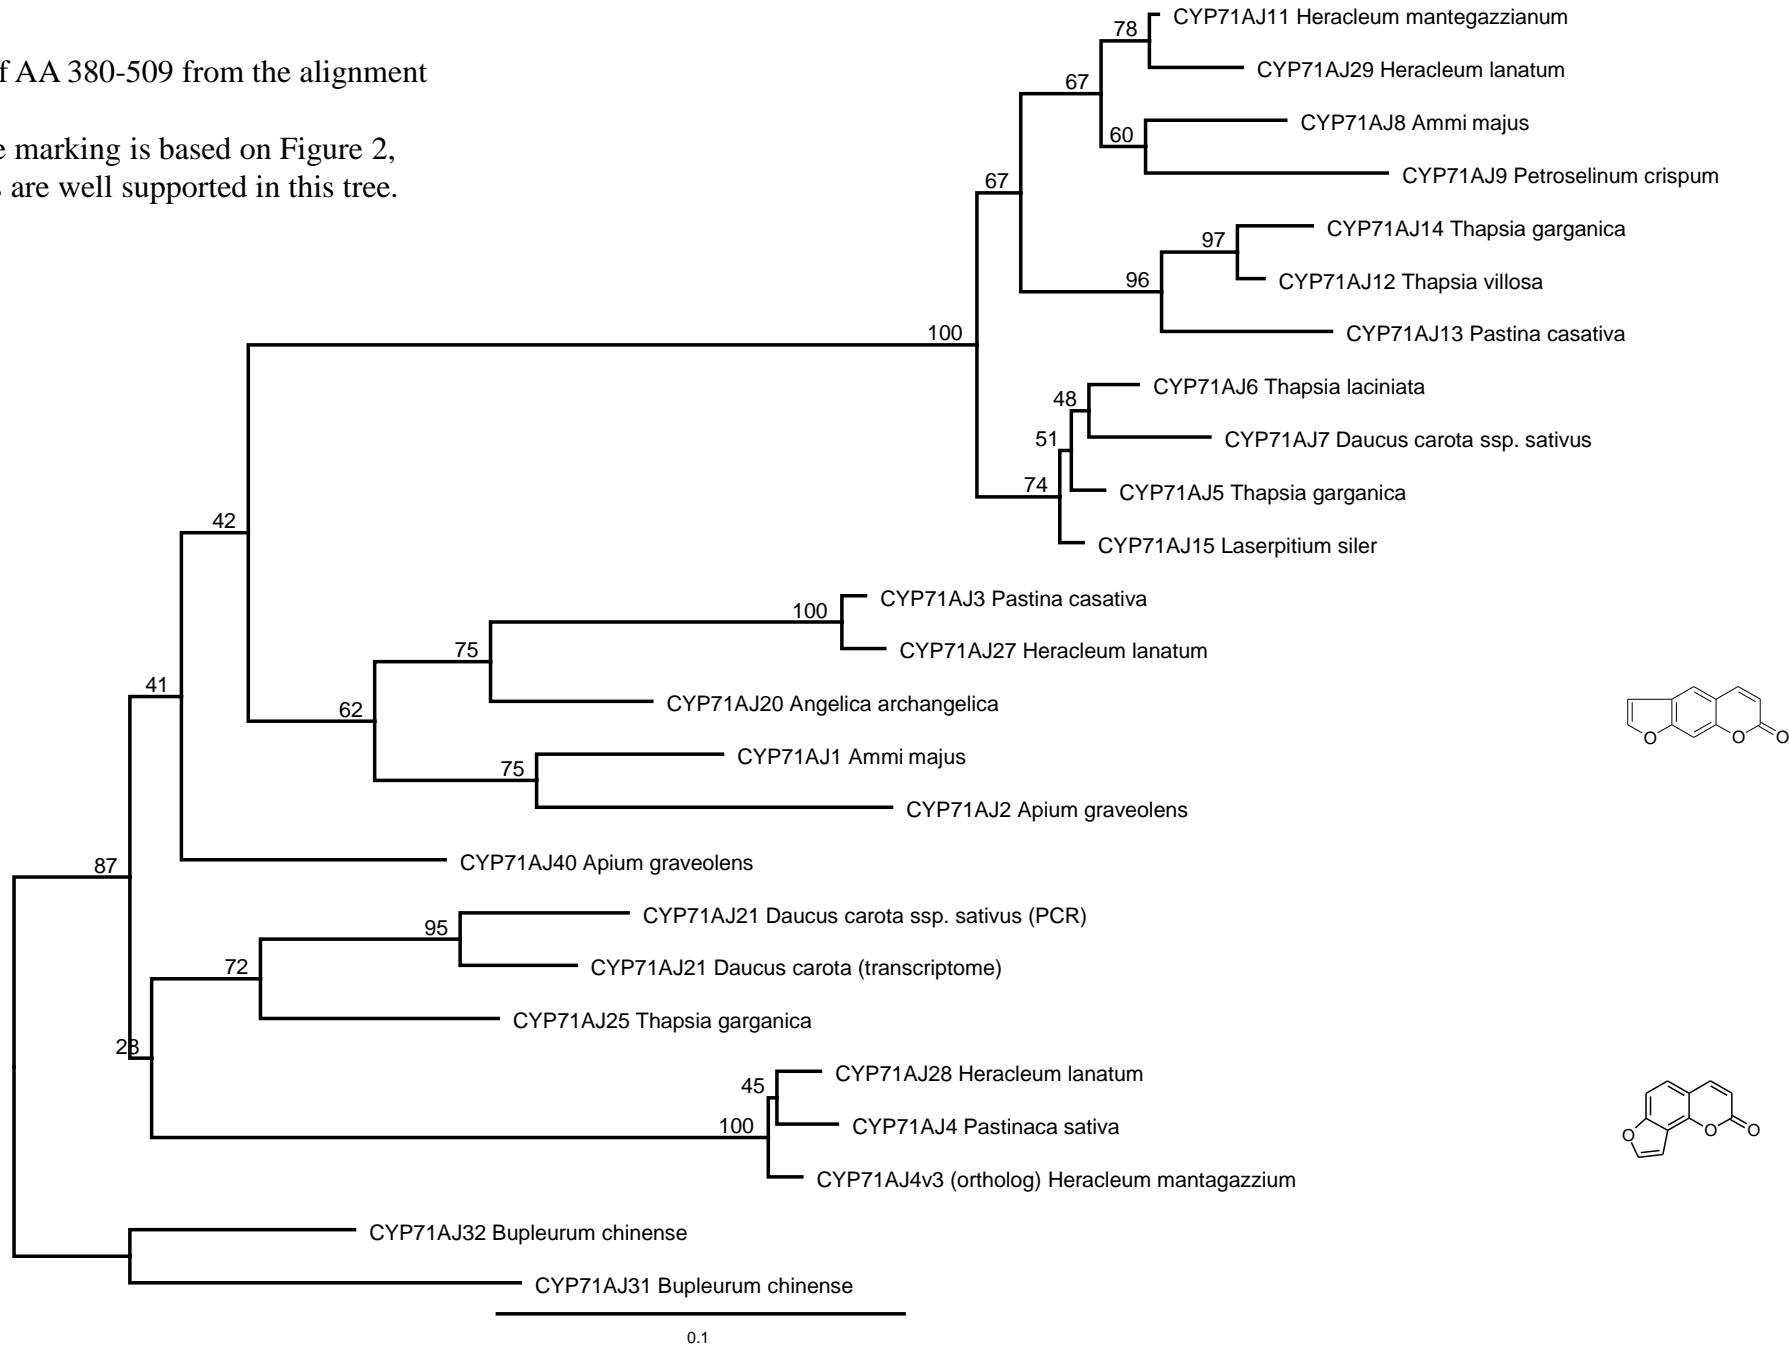 f AA 380-509 from the alignment
e marking is based on Figure 2,
s are well supported in this tree.
78
CYP71AJ11 Heracleum mantegazzianum
CYP71AJ29 Heracleum lanatum
67
CYP71AJ8 Ammi majus
60
CYP71AJ9 Petroselinum crispum
67
CYP71AJ14 Thapsia garganica
97
CYP71AJ12 Thapsia villosa
96
CYP71AJ13 Pastina casativa
100
CYP71AJ6 Thapsia laciniata
48
CYP71AJ7 Daucus carota ssp. sativus
51
74
CYP71AJ5 Thapsia garganica
CYP71AJ15 Laserpitium siler
42
CYP71AJ3 Pastina casativa
100
CYP71AJ27 Heracleum lanatum
75
CYP71AJ20 Angelica archangelica
41
62
CYP71AJ1 Ammi majus
75
CYP71AJ2 Apium graveolens
O
O
O
CYP71AJ40 Apium graveolens
87
CYP71AJ21 Daucus carota ssp. sativus (PCR)
95
CYP71AJ21 Daucus carota (transcriptome)
72
CYP71AJ25 Thapsia garganica
28
CYP71AJ28 Heracleum lanatum
45
CYP71AJ4 Pastinaca sativa
100
CYP71AJ4v3 (ortholog) Heracleum mantagazzium
O
O
O
CYP71AJ32 Bupleurum chinense
CYP71AJ31 Bupleurum chinense
0.1